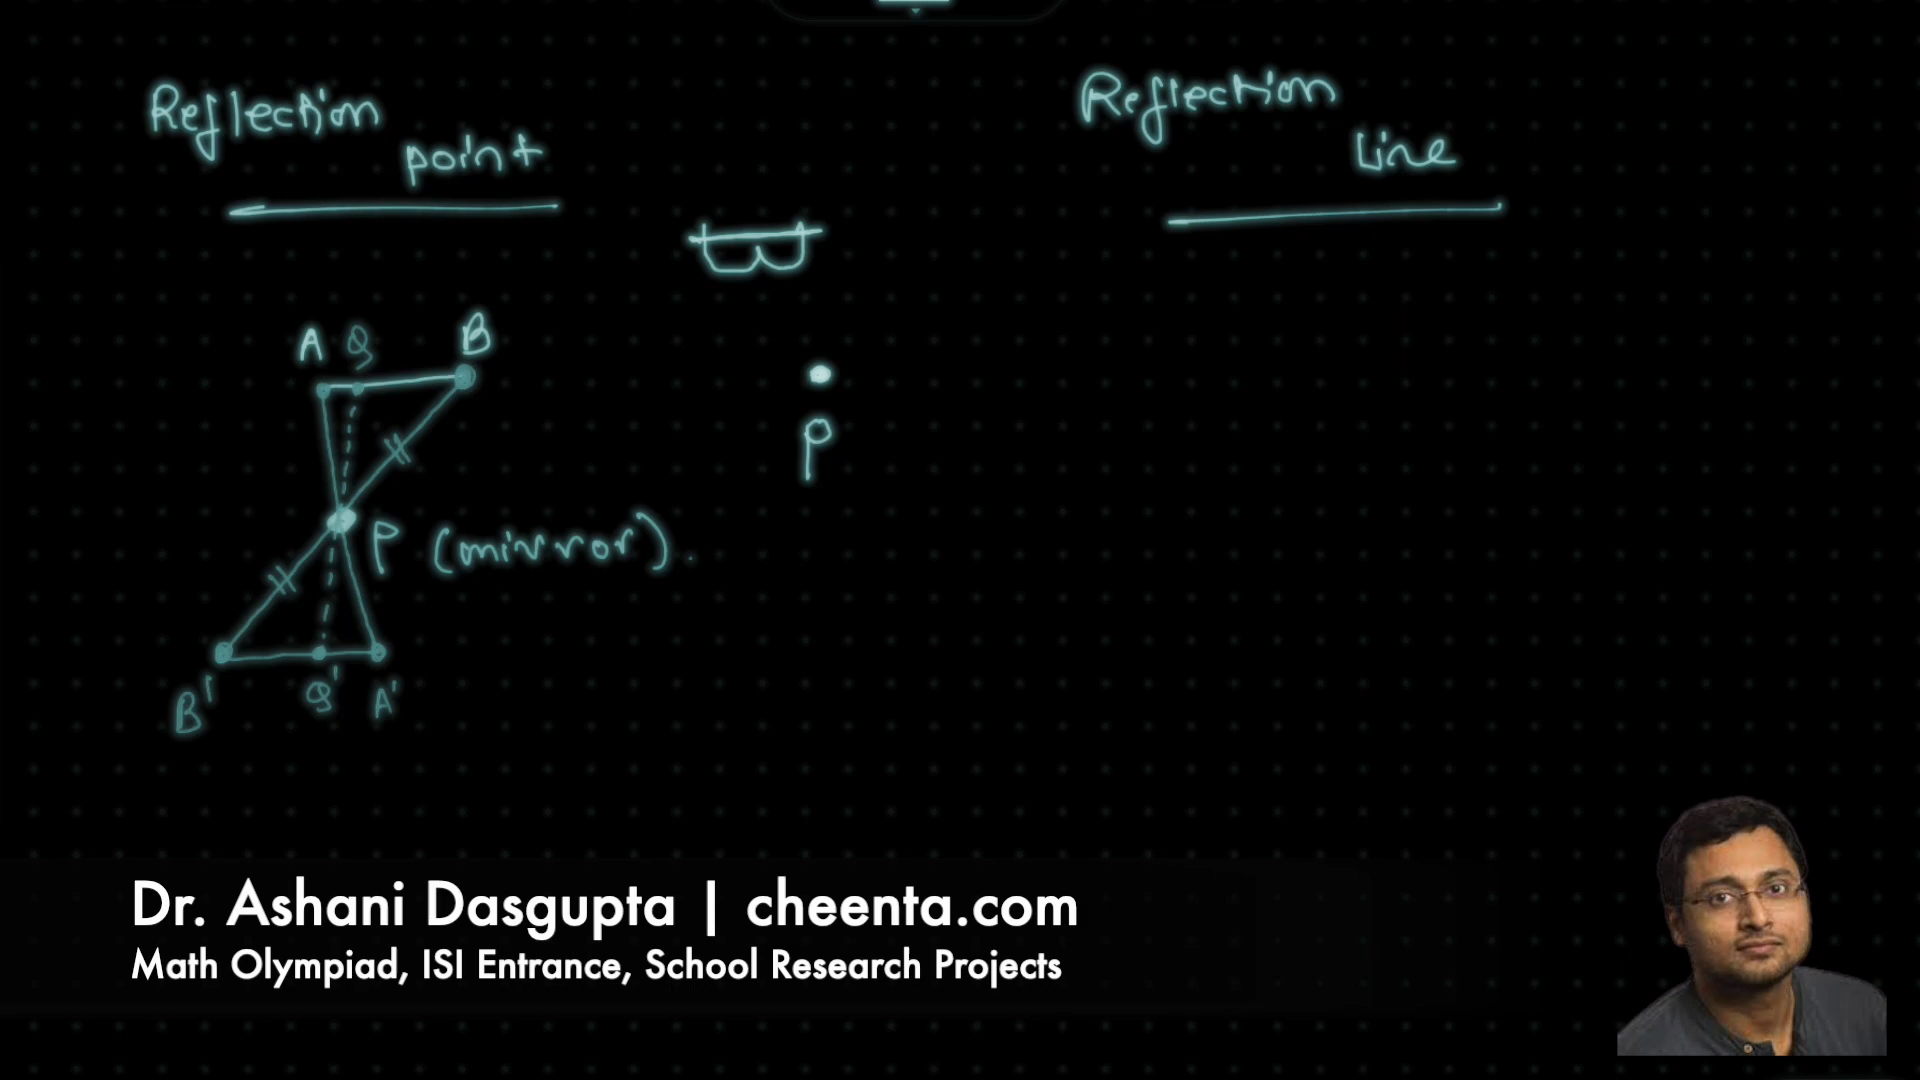 Reflection
point
Reflection
Line
A Q B
P
P (mirror).
B' Q' A'
Dr. Ashani Dasgupta | cheenta.com
Math Olympiad, ISI Entrance, School Research Projects